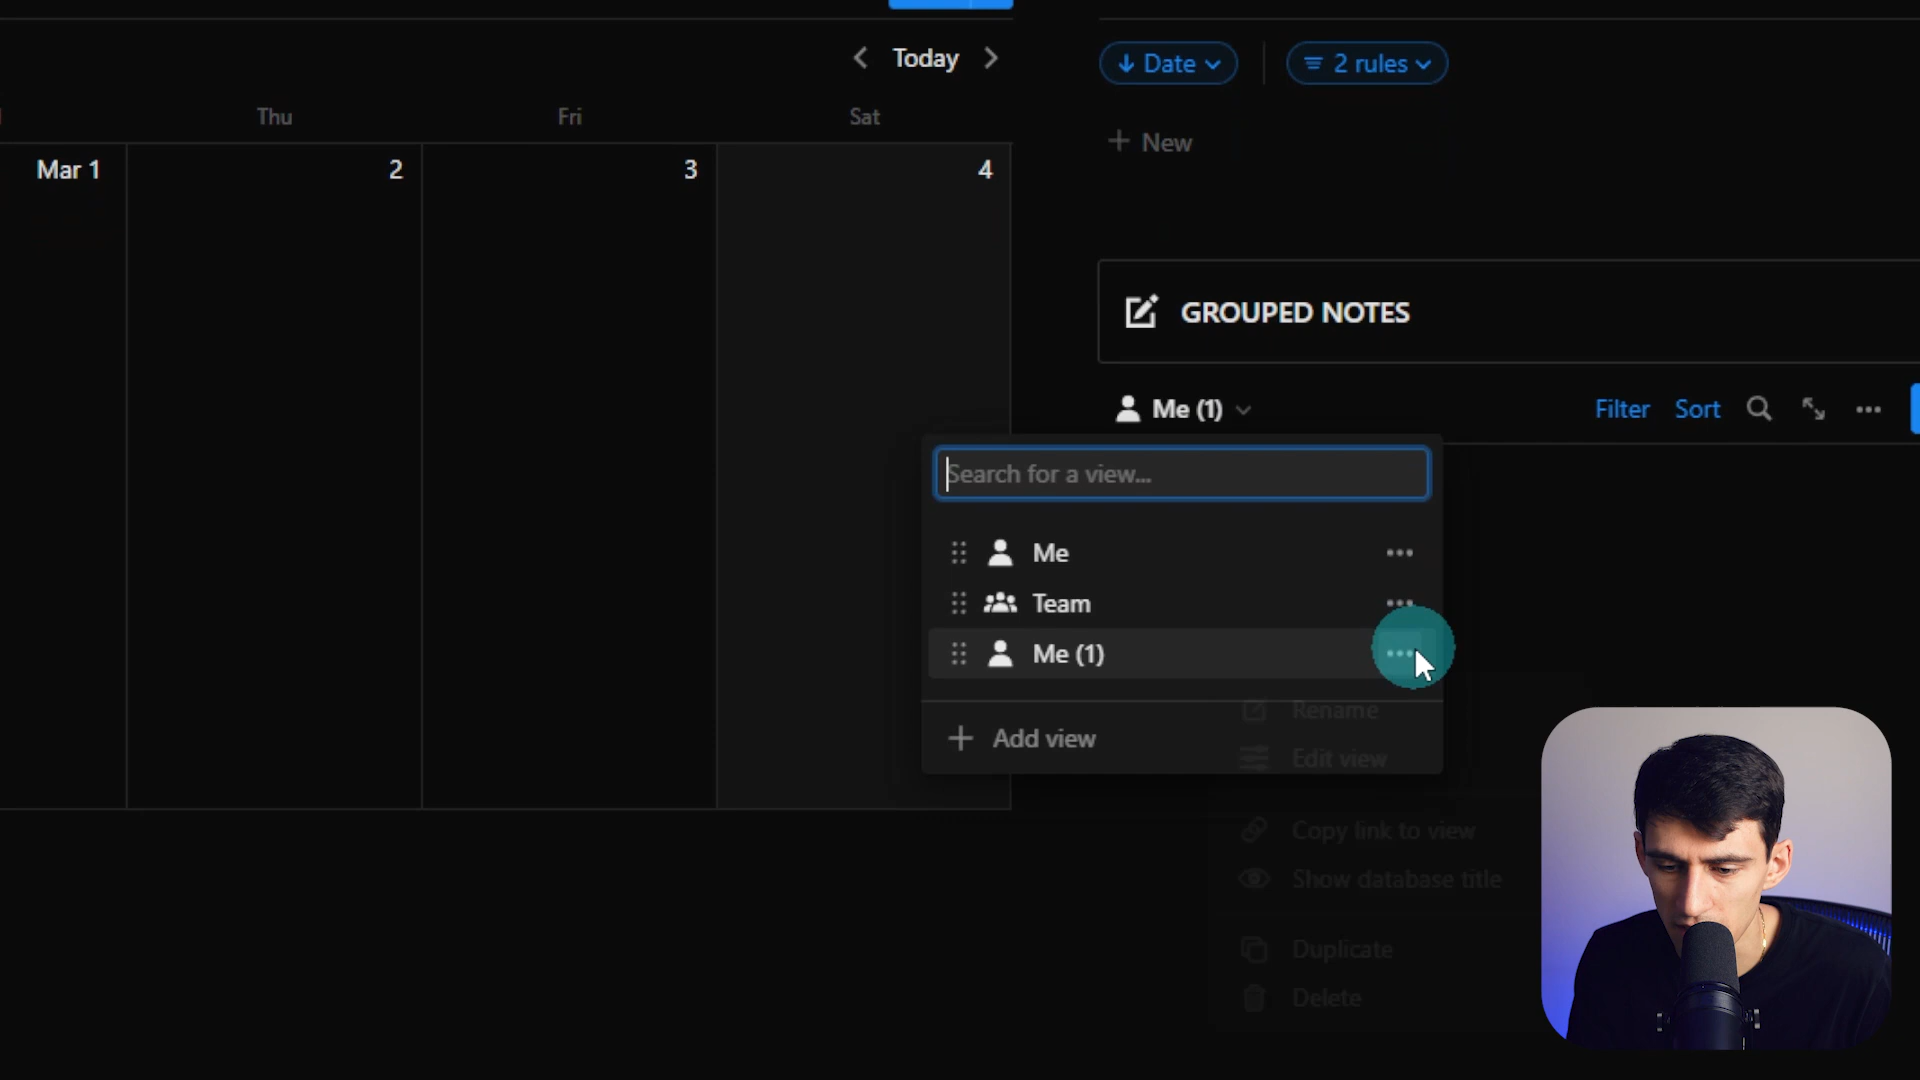 Today
Thu
Fri
Sat
Mar 1
2
3
4
Date
2 rules
New
GROUPED NOTES
Me (1)
Filter
Sort
Search for a view...
Me
Team
Me (1)
Add view
Rename
Edit view
Copy link to view
Show database title
Duplicate
Delete